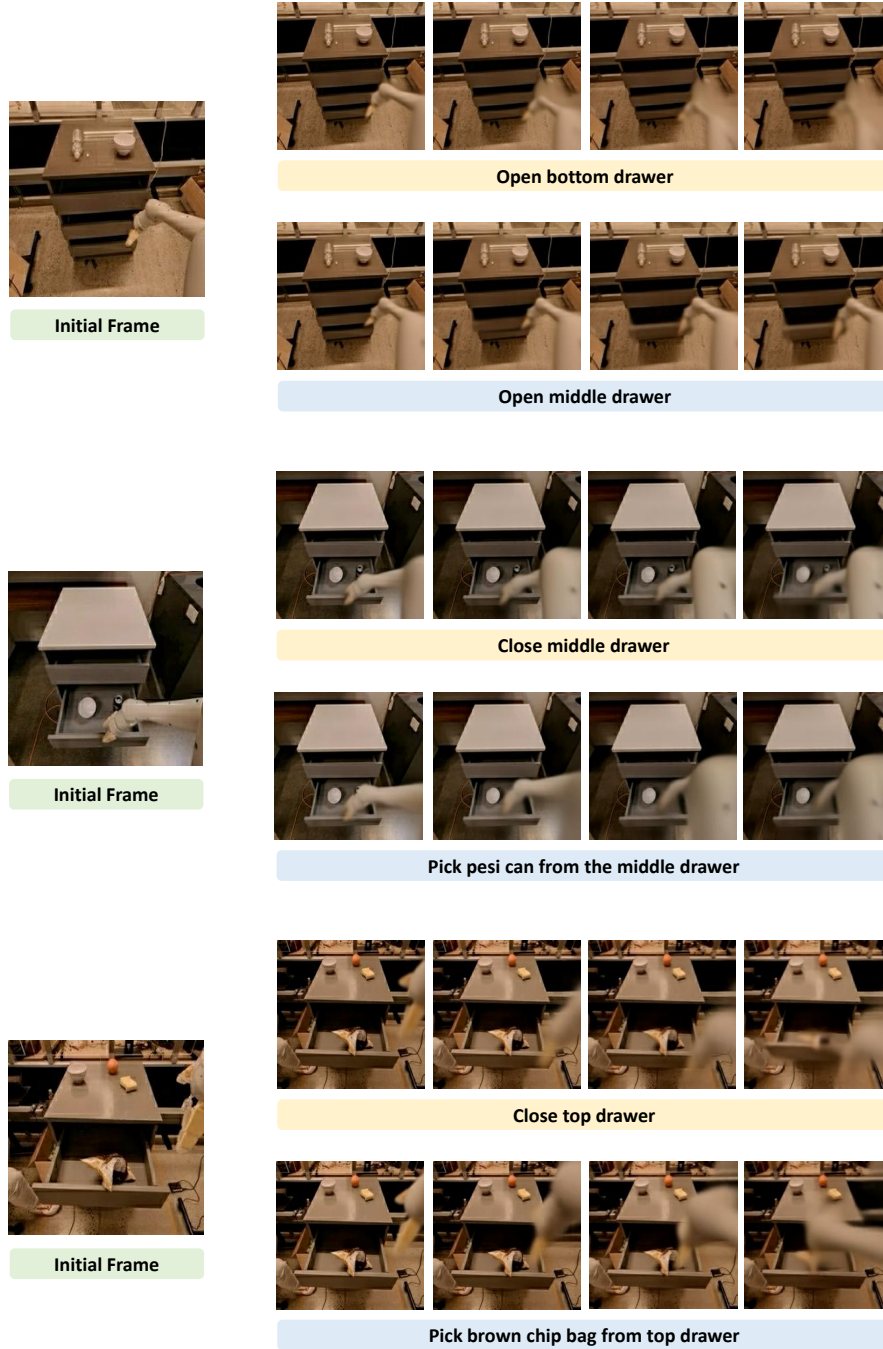 Open bottom drawer
Initial Frame
Open middle drawer
Close middle drawer
Initial Frame
Pick pesi can from the middle drawer
Close top drawer
Initial Frame
Pick brown chip bag from top drawer